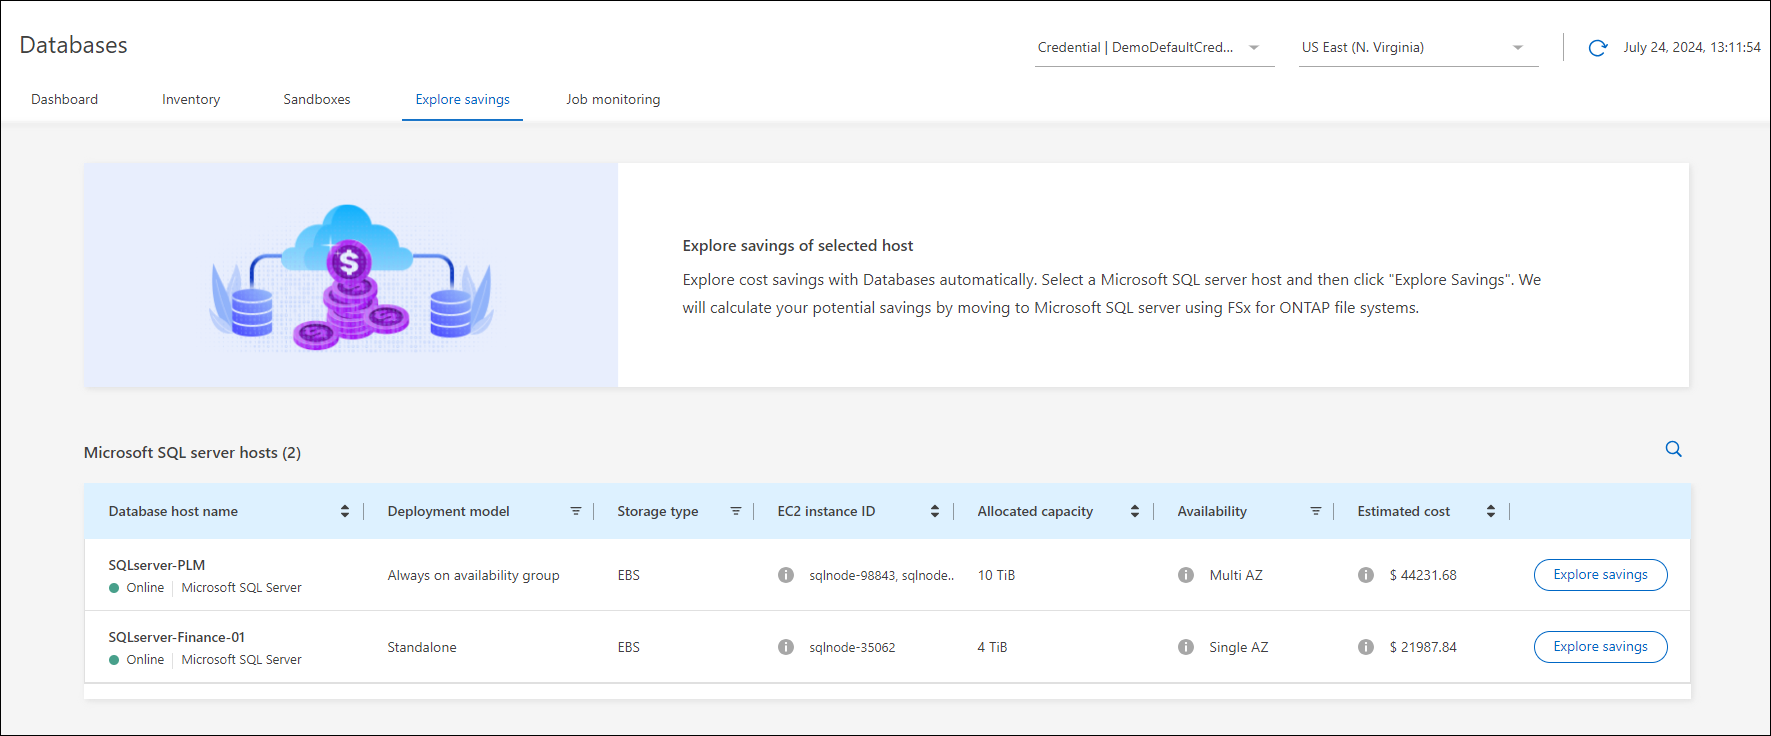 Databases
Credential | DemoDefaultCred...
US East (N. Virginia)
July 24, 2024, 13:11:54
Dashboard
Inventory
Sandboxes
Explore savings
Job monitoring
$
Explore savings of selected host
Explore cost savings with Databases automatically. Select a Microsoft SQL server host and then click "Explore Savings". We
will calculate your potential savings by moving to Microsoft SQL server using FSx for ONTAP file systems.
Microsoft SQL server hosts (2)
Database host name
Deployment model
Storage type
EC2 instance ID
Allocated capacity
Availability
Estimated cost
SQLserver-PLM
Online | Microsoft SQL Server
Always on availability group
EBS
sqlnode-98843, sqlnode..
10 TiB
Multi AZ
$ 44231.68
Explore savings
SQLserver-Finance-01
Online | Microsoft SQL Server
Standalone
EBS
sqlnode-35062
4 TiB
Single AZ
$ 21987.84
Explore savings